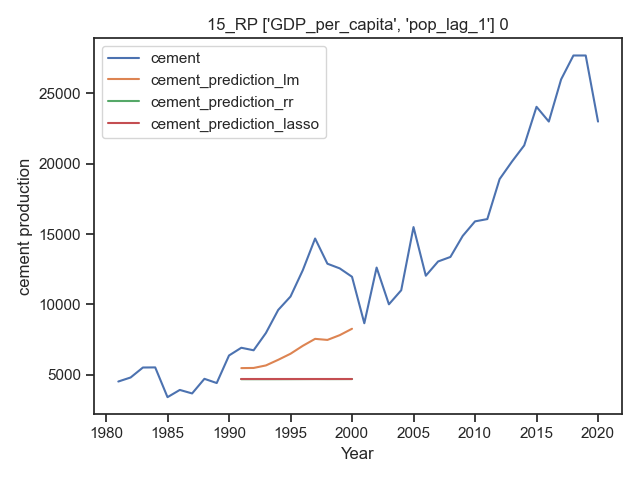 15_RP ['GDP_per_capita', 'pop_lag_1'] 0
cement
cement_prediction_lm
cement_prediction_rr
cement_prediction_lasso
cement production
25000
20000
15000
10000
5000
1980 1985 1990 1995 2000 2005 2010 2015 2020
Year